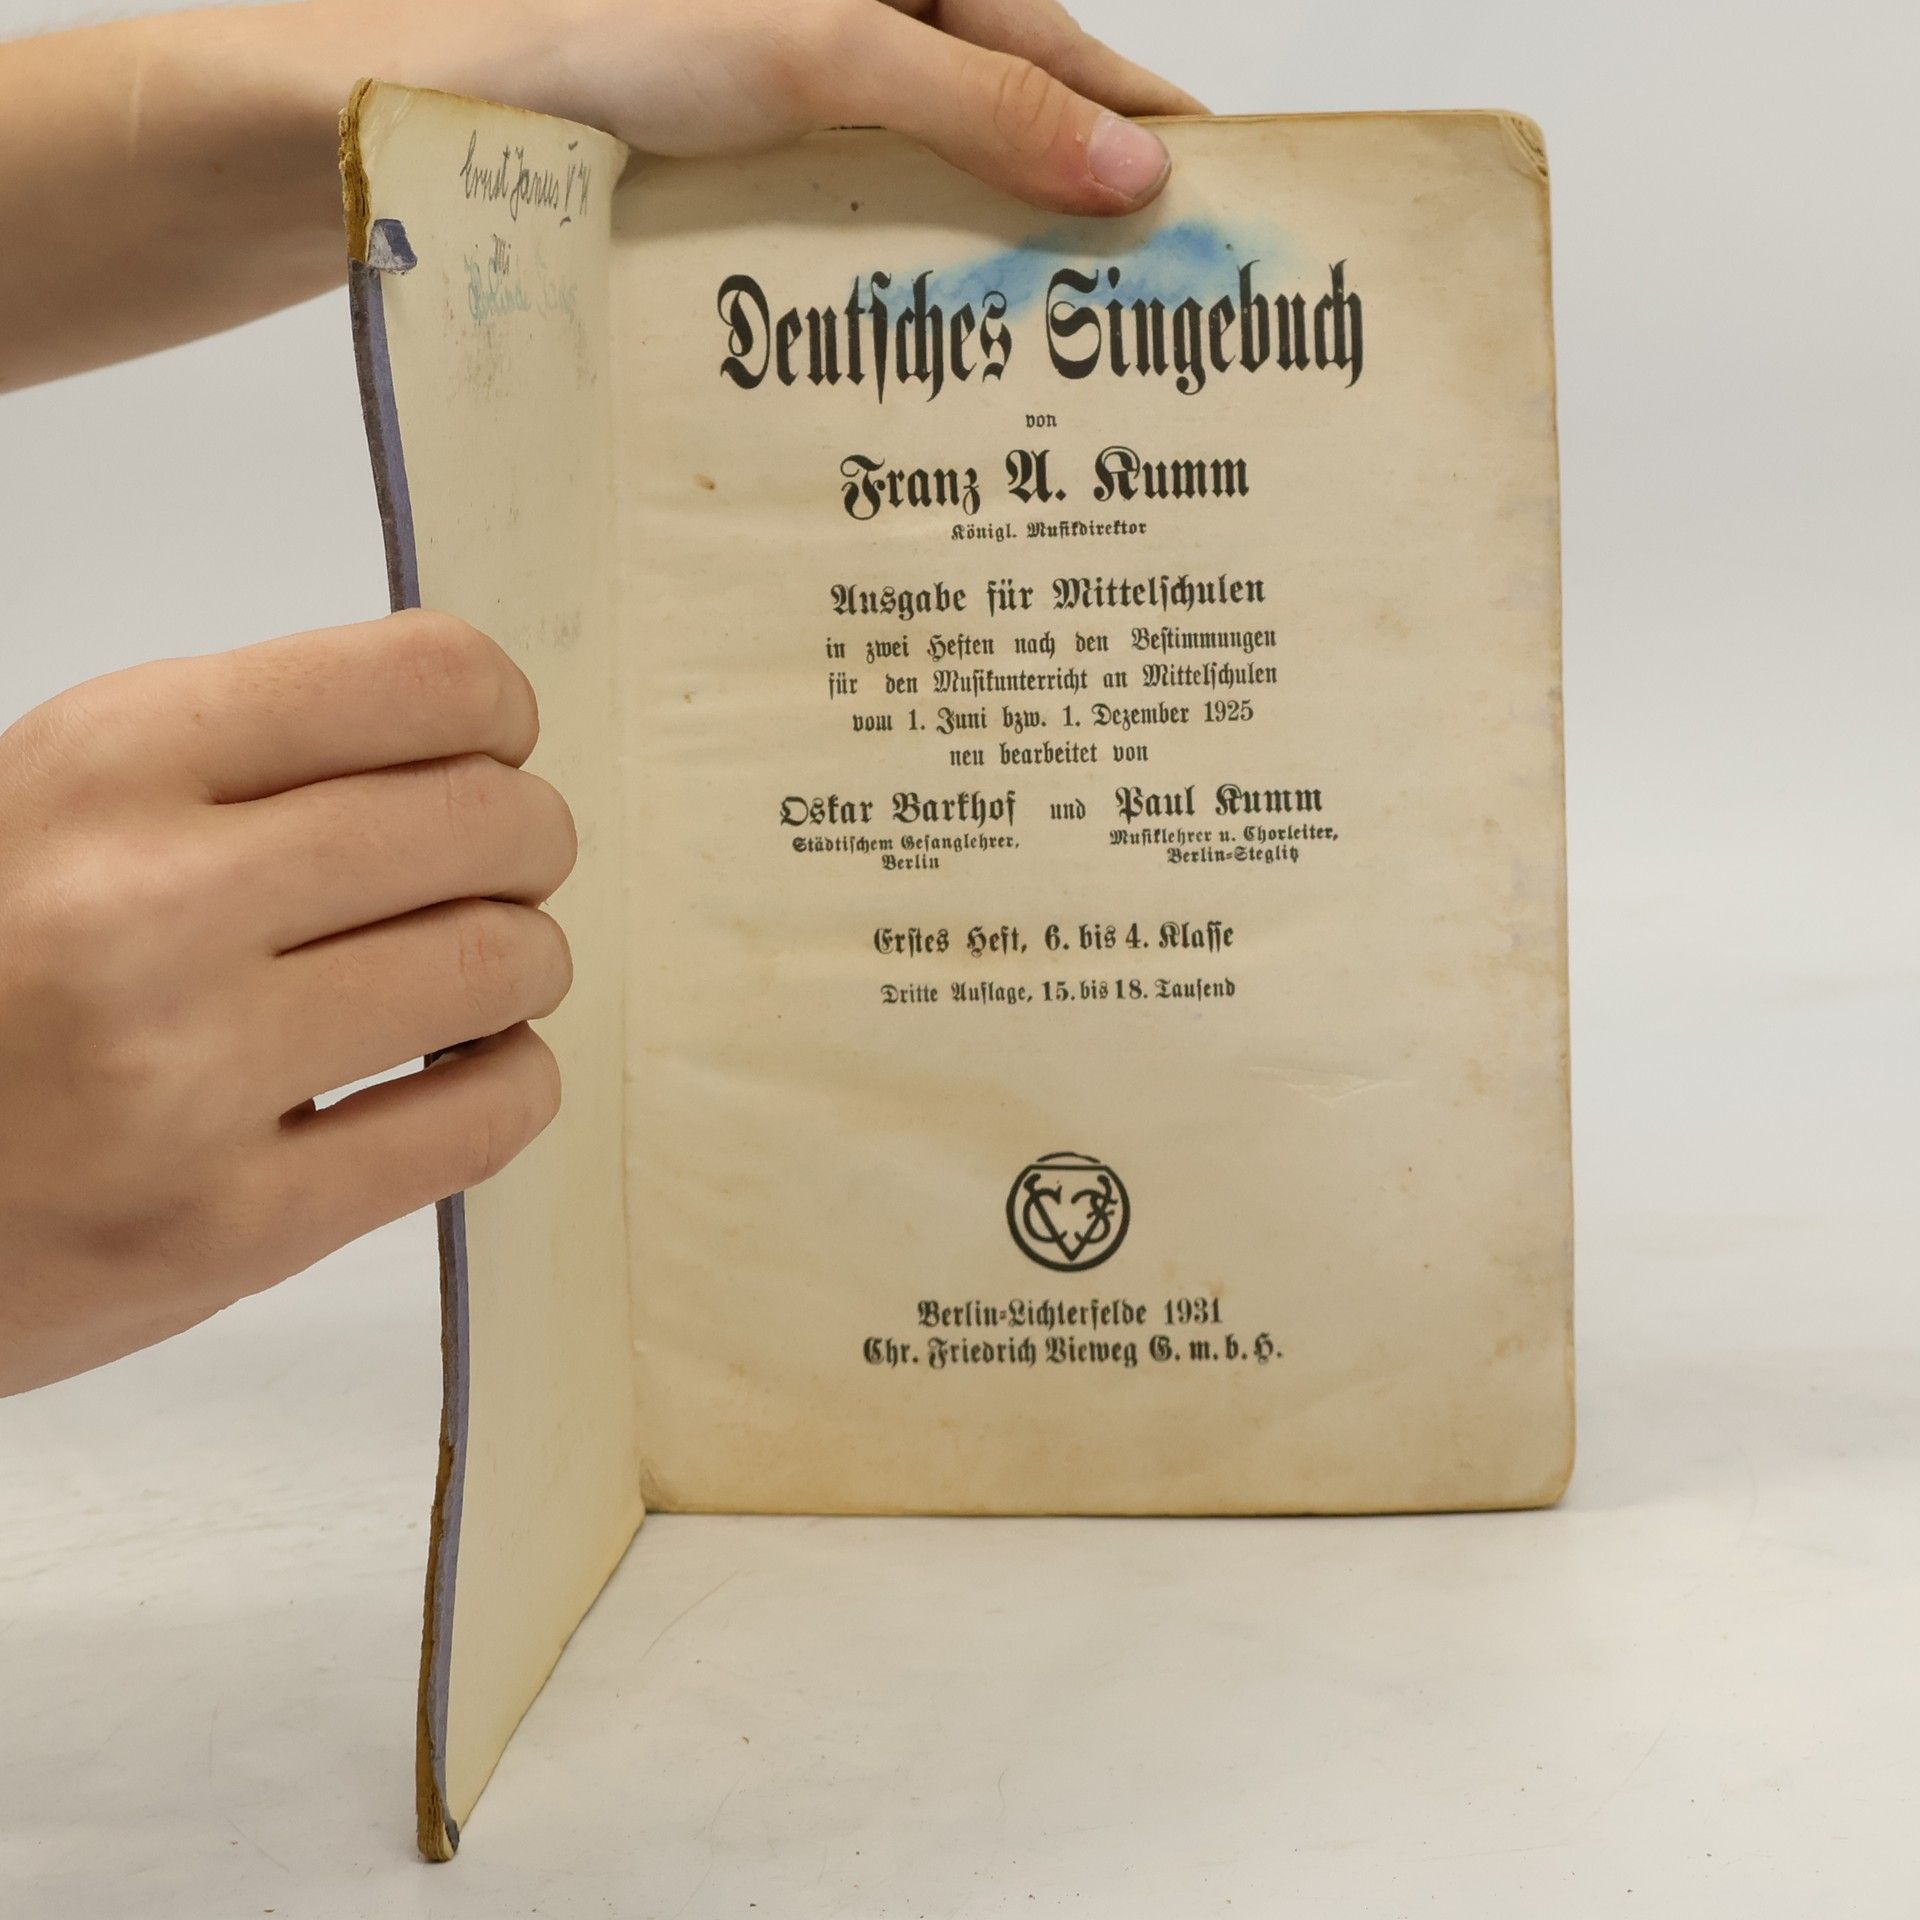 Ernst Janus V
Deutsches Singebuch
von
Franz A. Kumm
Königl. Musikdirektor
Ausgabe für Mittelschulen
in zwei Heften nach den Bestimmungen
für den Musikunterricht an Mittelschulen
vom 1. Juni bzw. 1. Dezember 1925
neu bearbeitet von
Oskar Barkhof und Paul Kumm
Städtischem Gesanglehrer, Musiklehrer u. Chorleiter,
Berlin Berlin-Steglitz
Erstes Heft, 6. bis 4. Klasse
Dritte Auflage, 15. bis 18. Tausend
Berlin-Lichterfelde 1931
Chr. Friedrich Vieweg G. m. b. H.